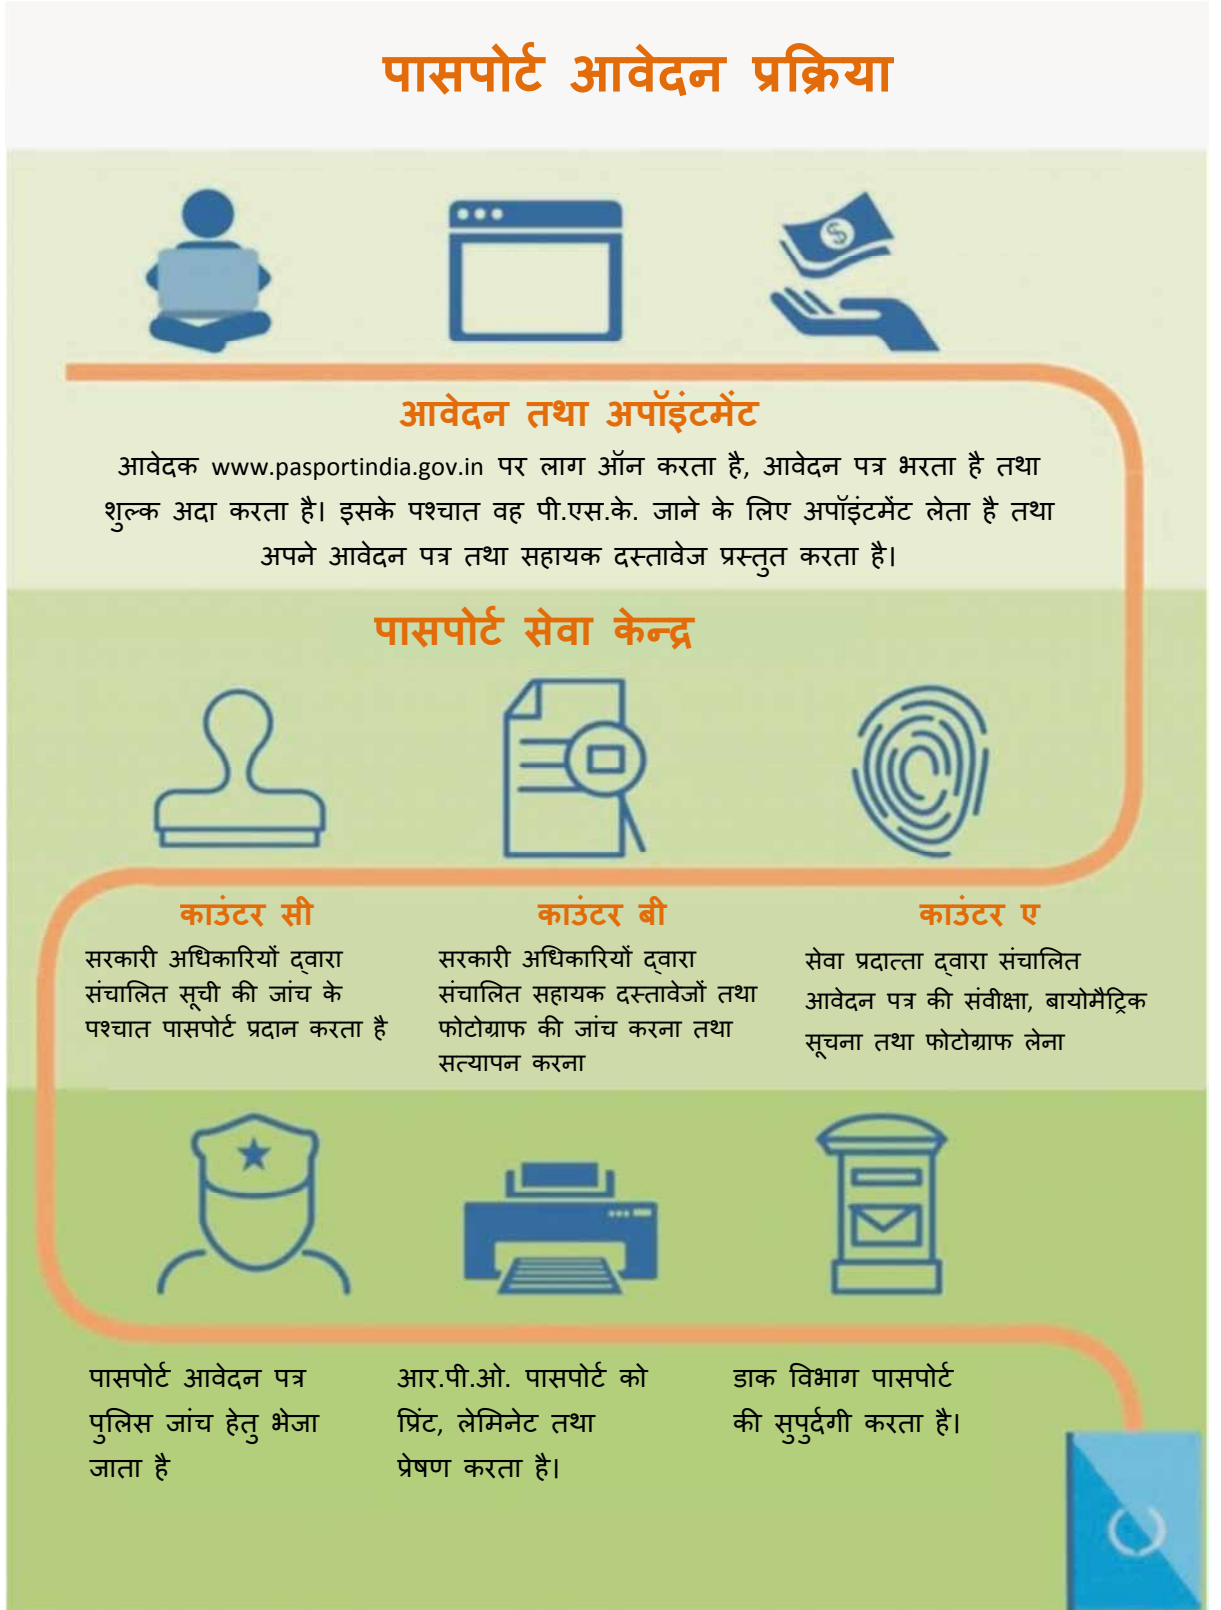 पासपोर्ट आवेदन प्रक्रिया
आवेदन तथा अपॉइंटमेंट
आवेदक www.pasportindia.gov.in पर लाग ऑन करता है, आवेदन पत्र भरता है तथा
शुल्क अदा करता है। इसके पश्चात वह पी.एस.के. जाने के लिए अपॉइंटमेंट लेता है तथा
अपने आवेदन पत्र तथा सहायक दस्तावेज प्रस्तुत करता है।
पासपोर्ट सेवा केन्द्र
काउंटर सी
सरकारी अधिकारियों द्वारा
संचालित सूची की जांच के
पश्चात पासपोर्ट प्रदान करता है
काउंटर बी
सरकारी अधिकारियों द्वारा
संचालित सहायक दस्तावेजों तथा
फोटोग्राफ की जांच करना तथा
सत्यापन करना
काउंटर ए
सेवा प्रदात्ता द्वारा संचालित
आवेदन पत्र की संवीक्षा, बायोमैट्रिक
सूचना तथा फोटोग्राफ लेना
पासपोर्ट आवेदन पत्र
पुलिस जांच हेतु भेजा
जाता है
आर.पी.ओ. पासपोर्ट को
प्रिंट, लेमिनेट तथा
प्रेषण करता है।
डाक विभाग पासपोर्ट
की सुपुर्दगी करता है।